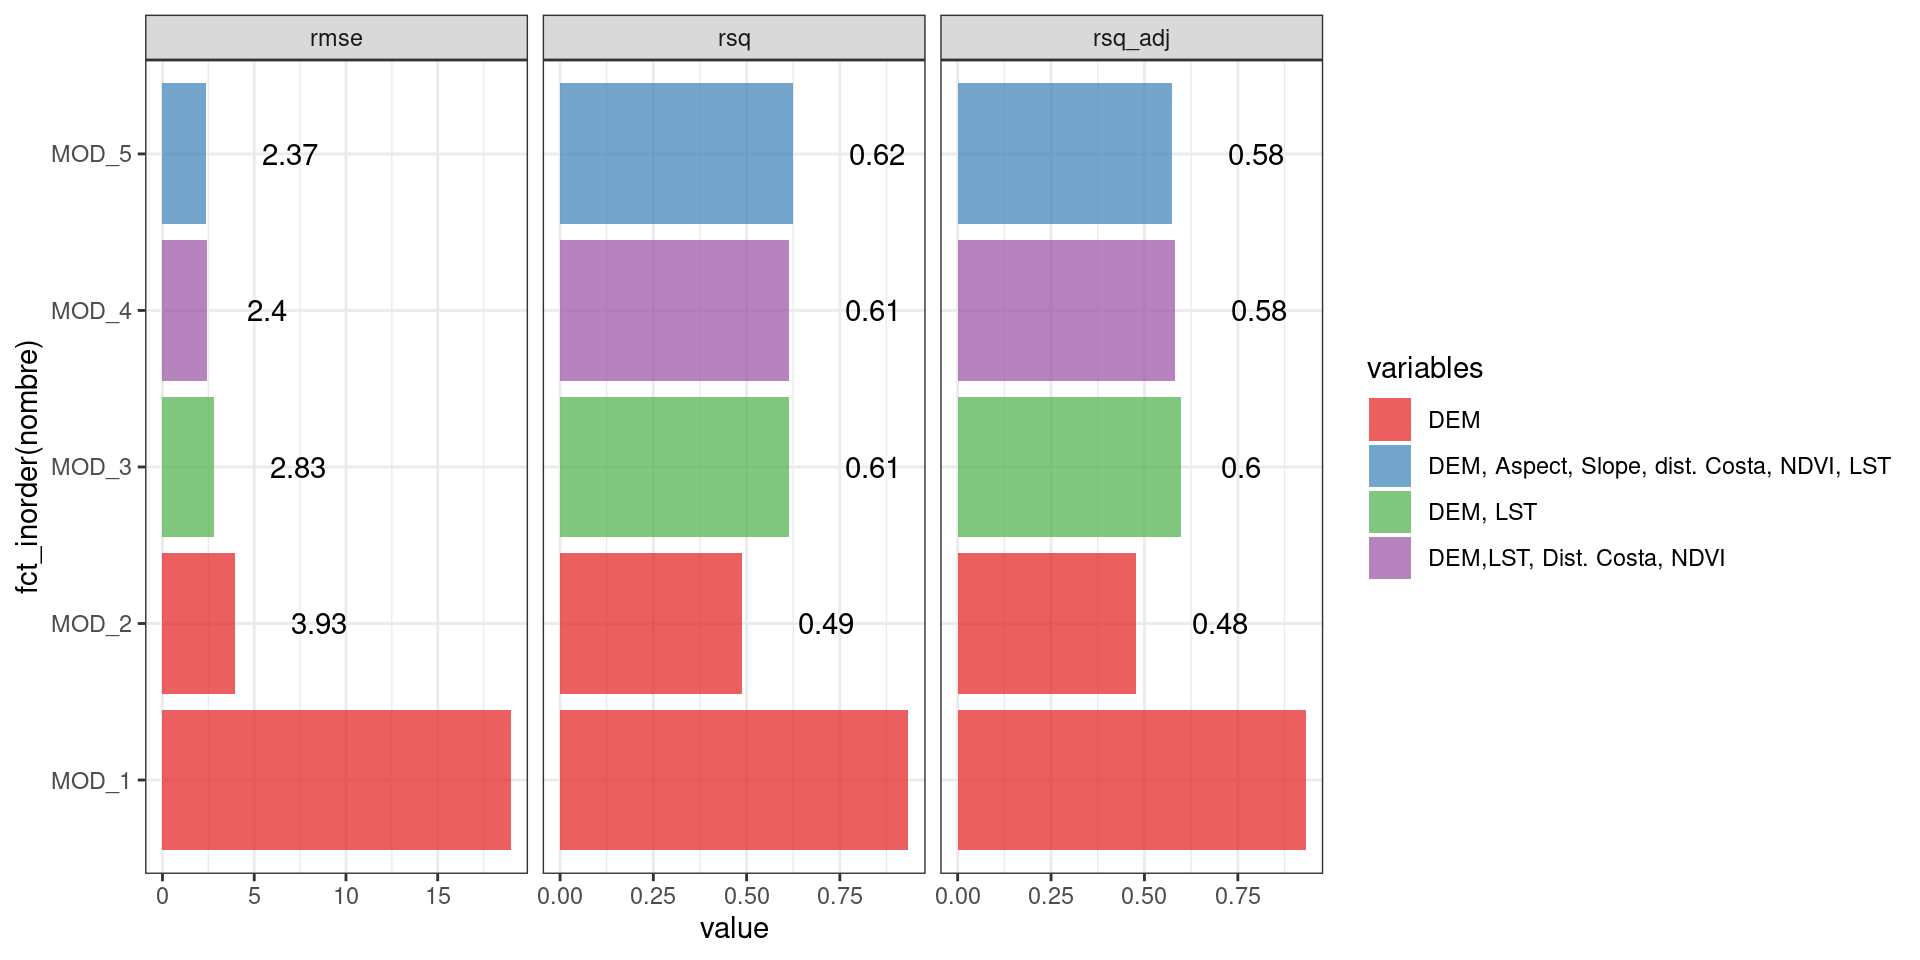 rmse
rsq
rsq_adj
MOD_5
2.37
0.62
0.58
MOD_4
2.4
0.61
0.58
MOD_3
2.83
0.61
0.6
MOD_2
3.93
0.49
0.48
MOD_1
0 5 10 15
0.00 0.25 0.50 0.75
0.00 0.25 0.50 0.75
value
fct_inorder(nombre)
variables
DEM
DEM, Aspect, Slope, dist. Costa, NDVI, LST
DEM, LST
DEM,LST, Dist. Costa, NDVI